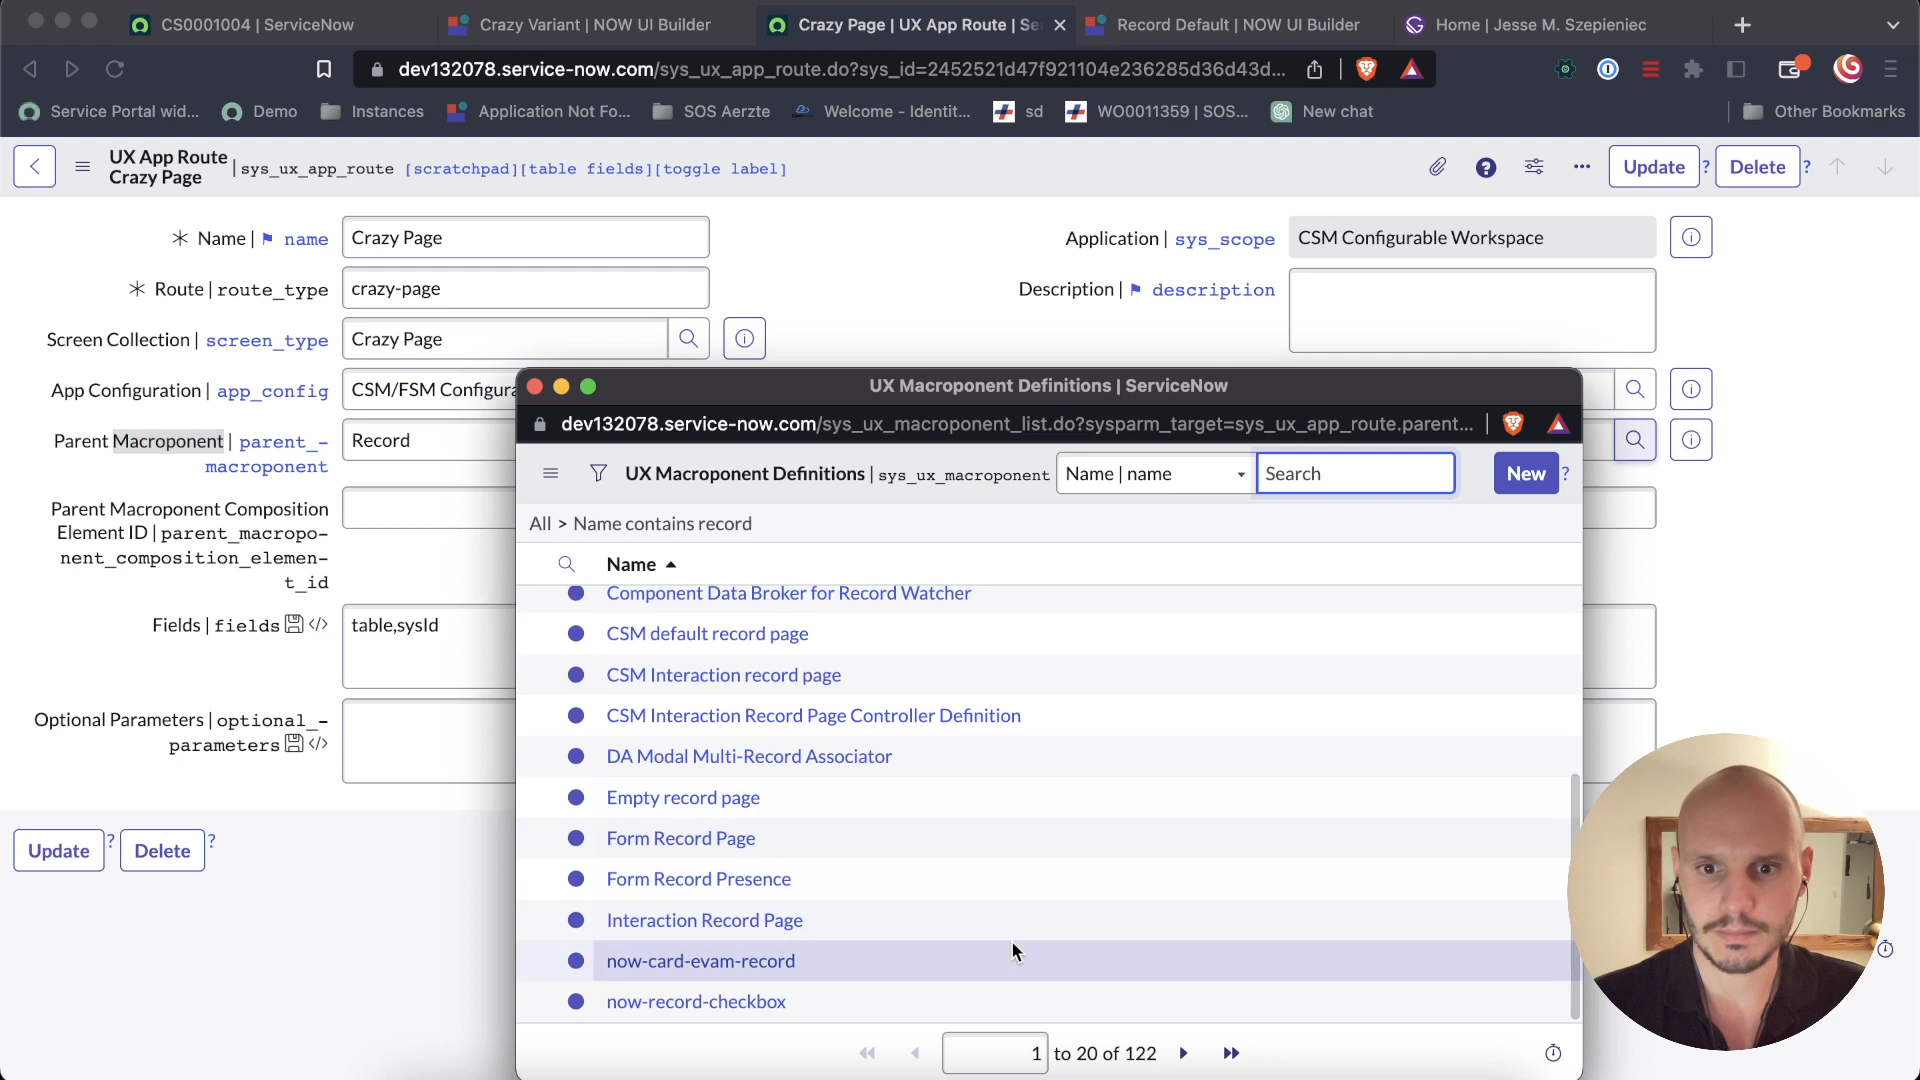 CS0001004 | ServiceNow
Crazy Variant | NOW UI Builder
Crazy Page | UX App Route | Se
Record Default | NOW UI Builder
Home | Jesse M. Szepieniec
dev132078.service-now.com/sys_ux_app_route.do?sys_id=2452521d47f921104e236285d36d43d...
Service Portal wid...
Demo
Instances
Application Not Fo...
SOS Aerzte
Welcome - Identit...
sd
WO0011359 | SOS...
New chat
Other Bookmarks
UX App Route
Crazy Page
| sys_ux_app_route [scratchpad][table fields][toggle label]
Update ?
Delete ?
Name | name
Crazy Page
Application | sys_scope
CSM Configurable Workspace
Route | route_type
crazy-page
Description | description
Screen Collection | screen_type
Crazy Page
App Configuration | app_config
CSM/FSM Configura
Parent Macroponent | parent_-
macroponent
Record
Parent Macroponent Composition
Element ID | parent_macropo-
nent_composition_elemen-
t_id
Fields | fields </>
table,sysId
Optional Parameters | optional_-
parameters </>
Update ?
Delete ?
UX Macroponent Definitions | ServiceNow
dev132078.service-now.com/sys_ux_macroponent_list.do?sysparm_target=sys_ux_app_route.parent...
UX Macroponent Definitions | sys_ux_macroponent
Name | name
Search
New ?
All > Name contains record
Name
Component Data Broker for Record Watcher
CSM default record page
CSM Interaction record page
CSM Interaction Record Page Controller Definition
DA Modal Multi-Record Associator
Empty record page
Form Record Page
Form Record Presence
Interaction Record Page
now-card-evam-record
now-record-checkbox
1 to 20 of 122